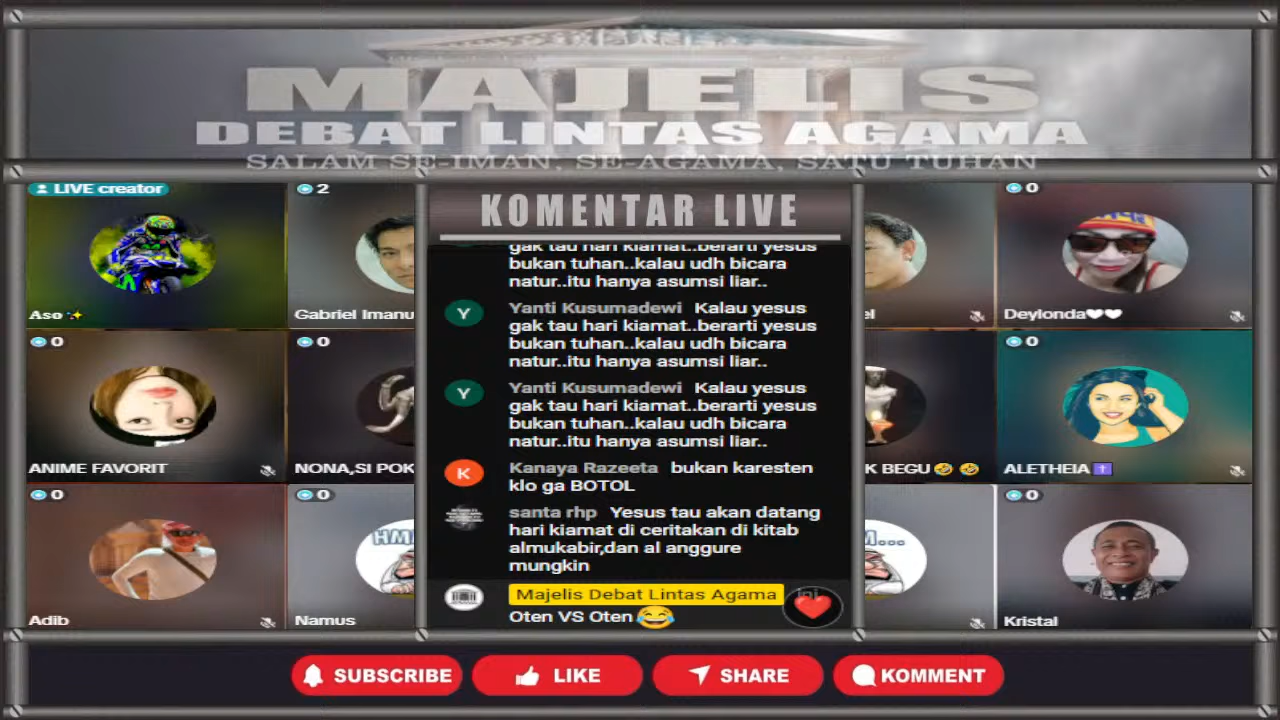 MAJELIS
DEBAT LINTAS AGAMA
SALAM SE-IMAN, SE-AGAMA, SATU TUHAN
LIVE creator
2
0
KOMENTAR LIVE
Aso
Gabriel Imanu
el
Deylonda
gak tau hari kiamat..berarti yesus
bukan tuhan..kalau udh bicara
natur..itu hanya asumsi liar..
Y
Yanti Kusumadewi Kalau yesus
gak tau hari kiamat..berarti yesus
bukan tuhan..kalau udh bicara
natur..itu hanya asumsi liar..
Y
Yanti Kusumadewi Kalau yesus
gak tau hari kiamat..berarti yesus
bukan tuhan..kalau udh bicara
natur..itu hanya asumsi liar..
K
Kanaya Razeeta bukan karesten
klo ga BOTOL
santa rhp Yesus tau akan datang
hari kiamat di ceritakan di kitab
almukabir,dan al anggure
mungkin
Majelis Debat Lintas Agama ini
Oten VS Oten 😂
0
0
0
ANIME FAVORIT
NONA,SI POK
K BEGU 🤣 🤣
ALETHEIA ✝️
0
0
0
HM
M...
Adib
Namus
Kristal
SUBSCRIBE
LIKE
SHARE
KOMMENT